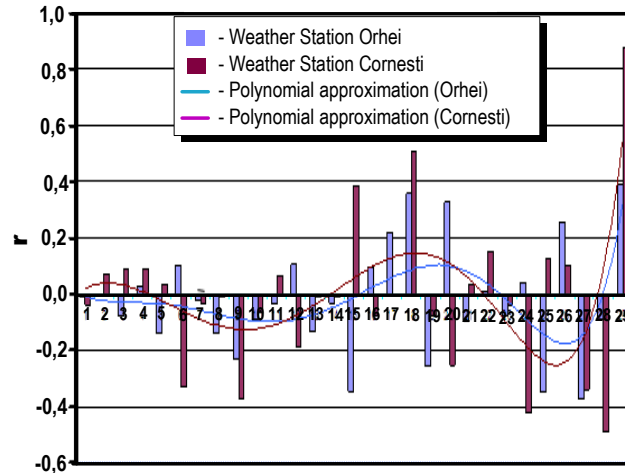 1,0
- Weather Station Orhei
- Weather Station Cornesti
- Polynomial approximation (Orhei)
- Polynomial approximation (Cornesti)
0,8
0,6
0,4
0,2
r
0,0
1 2 3 4 5 6 7 8 9 10 11 12 13 14 15 16 17 18 19 20 21 22 23 24 25 26 27 28 29
-0,2
-0,4
-0,6